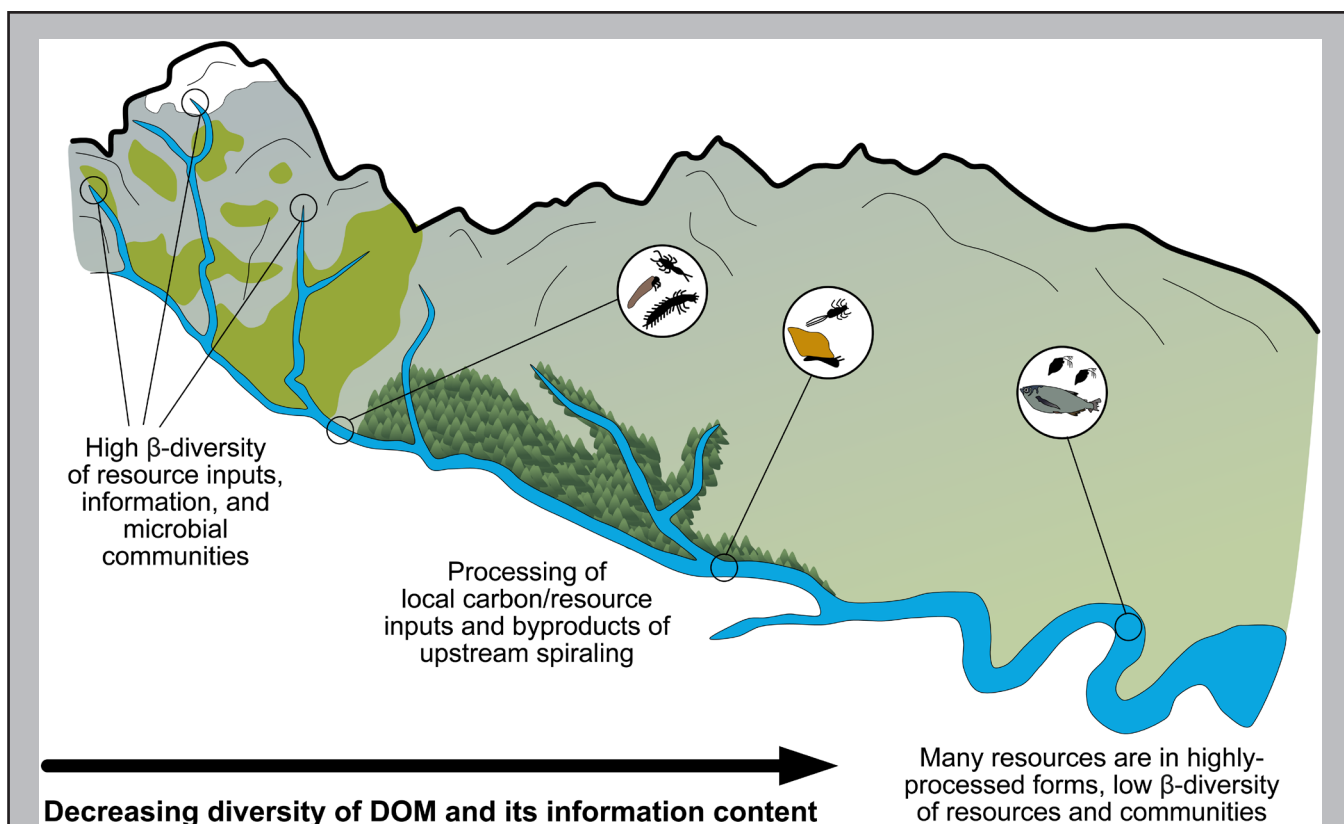 High β-diversity
of resource inputs,
information, and
microbial
communities
Processing of
local carbon/resource
inputs and byproducts of
upstream spiraling
Many resources are in highly-
processed forms, low β-diversity
of resources and communities
Decreasing diversity of DOM and its information content